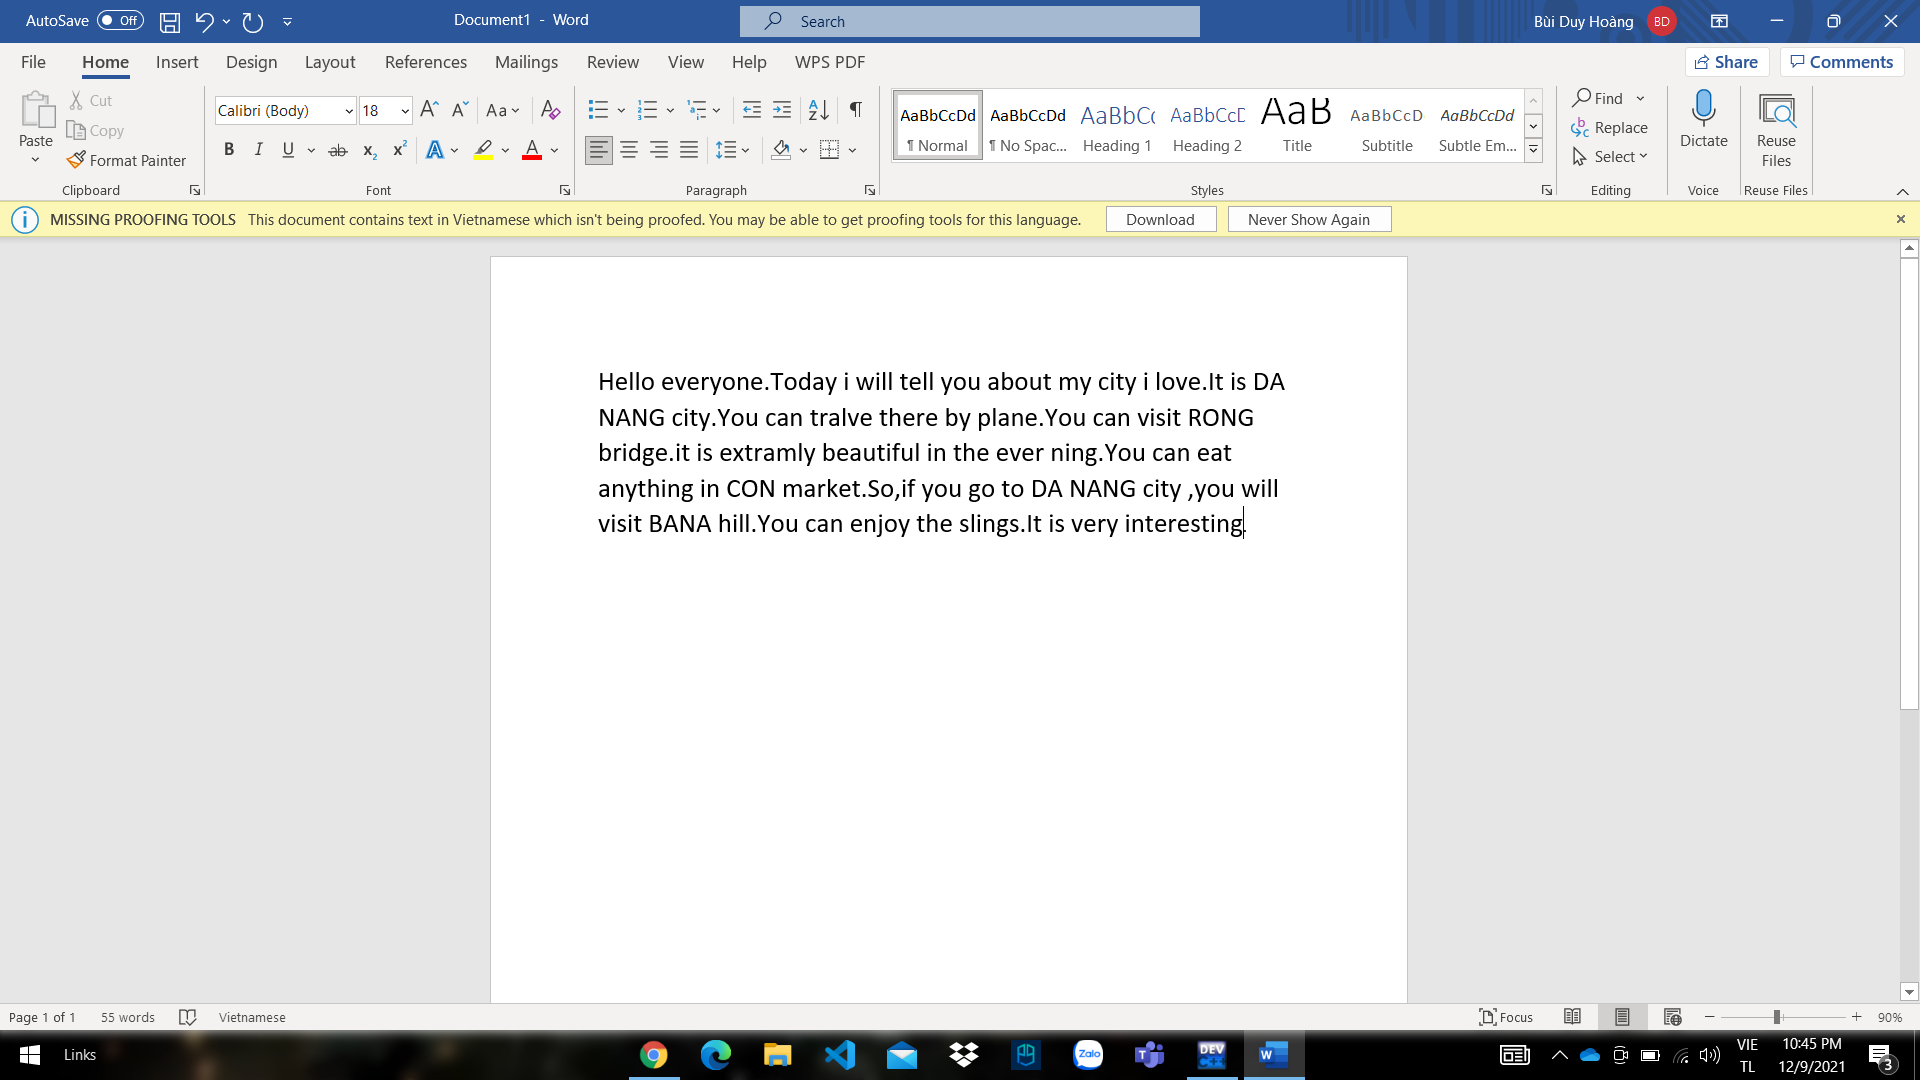 AutoSave Off Document1 - Word Search Bùi Duy Hoàng BD
File Home Insert Design Layout References Mailings Review View Help WPS PDF Share Comments
Paste Cut Copy Format Painter
Clipboard
Calibri (Body) 18
Font
Paragraph
AaBbCcDd AaBbCcDd AaBbCc AaBbCcD AaB AaBbCcD AaBbCcDd
¶ Normal ¶ No Spac... Heading 1 Heading 2 Title Subtitle Subtle Em...
Styles
Find
Replace
Select
Editing
Dictate
Voice
Reuse Files
Reuse Files
MISSING PROOFING TOOLS This document contains text in Vietnamese which isn't being proofed. You may be able to get proofing tools for this language. Download Never Show Again
Hello everyone.Today i will tell you about my city i love.It is DA
NANG city.You can tralve there by plane.You can visit RONG
bridge.it is extramly beautiful in the ever ning.You can eat
anything in CON market.So,if you go to DA NANG city ,you will
visit BANA hill.You can enjoy the slings.It is very interesting.
Page 1 of 1 55 words Vietnamese Focus 90%
Links Zalo DEV C++ VIE
TL
10:45 PM
12/9/2021
3